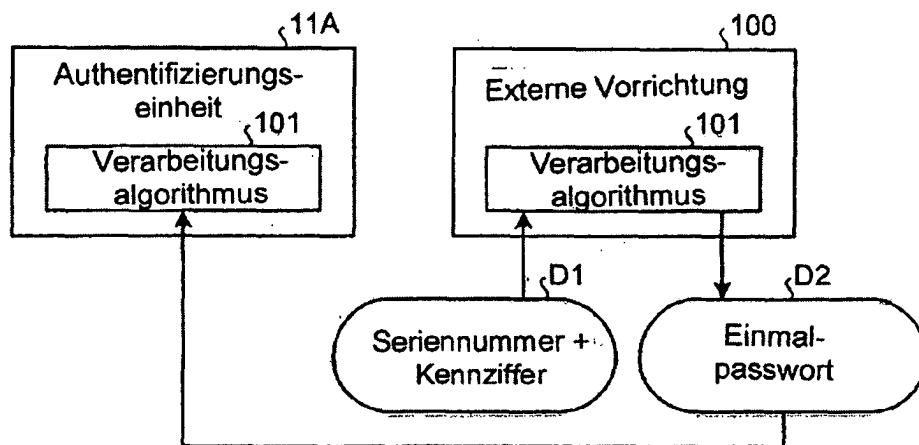 11A
Authentifizierungs-
einheit
101
Verarbeitungs-
algorithmus
100
Externe Vorrichtung
101
Verarbeitungs-
algorithmus
D1
Seriennummer +
Kennziffer
D2
Einmal-
passwort